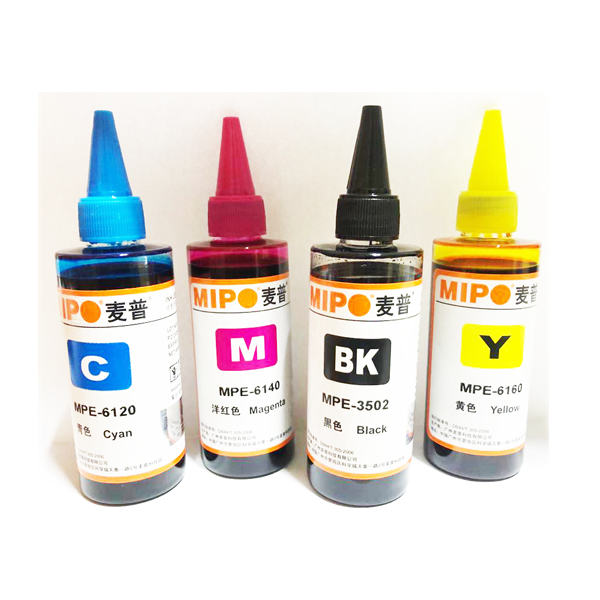 IPO 麦普
C
MPE-6120
青色 Cyan
MIPO 麦普
M
MPE-6140
洋红色 Magenta
MIPO 麦普
BK
MPE-3502
黑色 Black
MIPO 麦普
Y
MPE-6160
黄色 Yellow